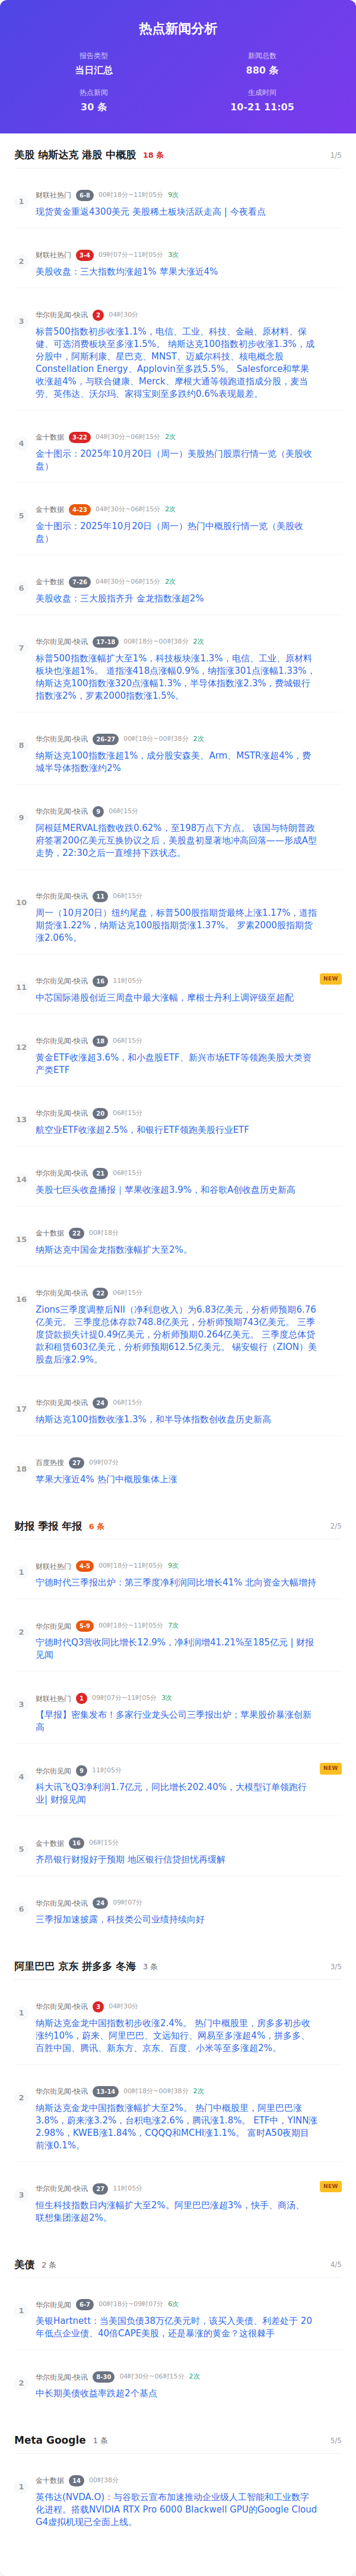 热点新闻分析
报告类型
当日汇总
新闻总数
880 条
热点新闻
30 条
生成时间
10-21 11:05
美股 纳斯达克 港股 中概股 18 条 1/5
1
财联社热门 6-8 00时18分~11时05分 9次
现货黄金重返4300美元 美股稀土板块活跃走高 | 今夜看点
2
财联社热门 3-4 09时07分~11时05分 3次
美股收盘：三大指数均涨超1% 苹果大涨近4%
3
华尔街见闻-快讯 2 04时30分
标普500指数初步收涨1.1%，电信、工业、科技、金融、原材料、保
健、可选消费板块至多涨1.5%。 纳斯达克100指数初步收涨1.3%，成
分股中，阿斯利康、星巴克、MNST、迈威尔科技、核电概念股
Constellation Energy、Applovin至多跌5.5%。 Salesforce和苹果
收涨超4%，与联合健康、Merck、摩根大通等领跑道指成分股，麦当
劳、英伟达、沃尔玛、家得宝则至多跌约0.6%表现最差。
4
金十数据 3-22 04时30分~06时15分 2次
金十图示：2025年10月20日（周一）美股热门股票行情一览（美股收
盘）
5
金十数据 4-23 04时30分~06时15分 2次
金十图示：2025年10月20日（周一）热门中概股行情一览（美股收
盘）
6
金十数据 7-26 04时30分~06时15分 2次
美股收盘：三大股指齐升 金龙指数涨超2%
7
华尔街见闻-快讯 17-18 00时18分~00时38分 2次
标普500指数涨幅扩大至1%，科技板块涨1.3%，电信、工业、原材料
板块也涨超1%。 道指涨418点涨幅0.9%，纳指涨301点涨幅1.33%，
纳斯达克100指数涨320点涨幅1.3%，半导体指数涨2.3%，费城银行
指数涨2%，罗素2000指数涨1.5%。
8
华尔街见闻-快讯 26-27 00时18分~00时38分 2次
纳斯达克100指数涨超1%，成分股安森美、Arm、MSTR涨超4%，费
城半导体指数涨约2%
9
华尔街见闻-快讯 9 06时15分
阿根廷MERVAL指数收跌0.62%，至198万点下方点。 该国与特朗普政
府签署200亿美元互换协议之后，美股盘初显著地冲高回落——形成A型
走势，22:30之后一直维持下跌状态。
10
华尔街见闻-快讯 11 06时15分
周一（10月20日）纽约尾盘，标普500股指期货最终上涨1.17%，道指
期货涨1.22%，纳斯达克100股指期货涨1.37%。 罗素2000股指期货
涨2.06%。
11
华尔街见闻-快讯 16 11时05分 NEW
中芯国际港股创近三周盘中最大涨幅，摩根士丹利上调评级至超配
12
华尔街见闻-快讯 18 06时15分
黄金ETF收涨超3.6%，和小盘股ETF、新兴市场ETF等领跑美股大类资
产类ETF
13
华尔街见闻-快讯 20 06时15分
航空业ETF收涨超2.5%，和银行ETF领跑美股行业ETF
14
华尔街见闻-快讯 21 06时15分
美股七巨头收盘播报｜苹果收涨超3.9%，和谷歌A创收盘历史新高
15
金十数据 22 00时18分
纳斯达克中国金龙指数涨幅扩大至2%。
16
华尔街见闻-快讯 22 06时15分
Zions三季度调整后NII（净利息收入）为6.83亿美元，分析师预期6.76
亿美元。 三季度总体存款748.8亿美元，分析师预期743亿美元。 三季
度贷款损失计提0.49亿美元，分析师预期0.264亿美元。 三季度总体贷
款和租赁603亿美元，分析师预期612.5亿美元。 锡安银行（ZION）美
股盘后涨2.9%。
17
华尔街见闻-快讯 24 06时15分
纳斯达克100指数收涨1.3%，和半导体指数创收盘历史新高
18
百度热搜 27 09时07分
苹果大涨近4% 热门中概股集体上涨
财报 季报 年报 6 条 2/5
1
财联社热门 4-5 00时18分~11时05分 9次
宁德时代三季报出炉：第三季度净利润同比增长41% 北向资金大幅增持
2
华尔街见闻 5-9 00时18分~11时05分 7次
宁德时代Q3营收同比增长12.9%，净利润增41.21%至185亿元 | 财报
见闻
3
财联社热门 1 09时07分~11时05分 3次
【早报】密集发布！多家行业龙头公司三季报出炉；苹果股价暴涨创新
高
4
华尔街见闻 9 11时05分 NEW
科大讯飞Q3净利润1.7亿元，同比增长202.40%，大模型订单领跑行
业| 财报见闻
5
金十数据 16 06时15分
齐昂银行财报好于预期 地区银行信贷担忧再缓解
6
华尔街见闻-快讯 24 09时07分
三季报加速披露，科技类公司业绩持续向好
阿里巴巴 京东 拼多多 冬海 3 条 3/5
1
华尔街见闻-快讯 3 04时30分
纳斯达克金龙中国指数初步收涨2.4%。 热门中概股里，房多多初步收
涨约10%，蔚来、阿里巴巴、文远知行、网易至多涨超4%，拼多多、
百胜中国、腾讯、新东方、京东、百度、小米等至多涨超2%。
2
华尔街见闻-快讯 13-14 00时18分~00时38分 2次
纳斯达克金龙中国指数涨幅扩大至2%。 热门中概股里，阿里巴巴涨
3.8%，蔚来涨3.2%，台积电涨2.6%，腾讯涨1.8%。 ETF中，YINN涨
2.98%，KWEB涨1.84%，CQQQ和MCHI涨1.1%。 富时A50夜期目
前涨0.1%。
3
华尔街见闻-快讯 27 11时05分 NEW
恒生科技指数日内涨幅扩大至2%。阿里巴巴涨超3%，快手、商汤、
联想集团涨超2%。
美债 2 条 4/5
1
华尔街见闻 6-7 00时18分~09时07分 6次
美银Hartnett：当美国负债38万亿美元时，该买入美债、利差处于 20
年低点企业债、40倍CAPE美股，还是暴涨的黄金？这很棘手
2
华尔街见闻-快讯 8-30 04时30分~06时15分 2次
中长期美债收益率跌超2个基点
Meta Google 1 条 5/5
1
金十数据 14 00时38分
英伟达(NVDA.O)：与谷歌云宣布加速推动企业级人工智能和工业数字
化进程。搭载NVIDIA RTX Pro 6000 Blackwell GPU的Google Cloud
G4虚拟机现已全面上线。